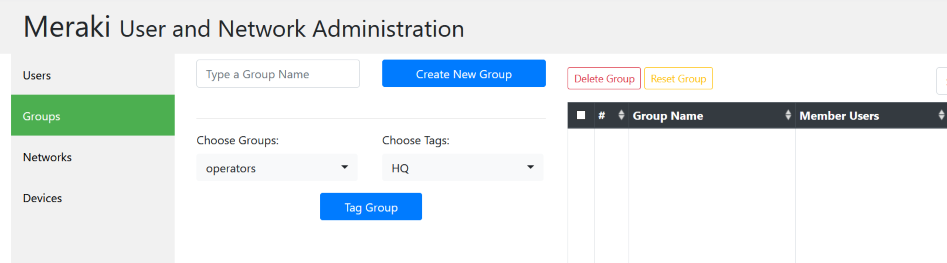 Meraki User and Network Administration
Users
Groups
Networks
Devices
Type a Group Name
Create New Group
Choose Groups:
Choose Tags:
operators
HQ
Tag Group
Delete Group
Reset Group
# Group Name Member Users